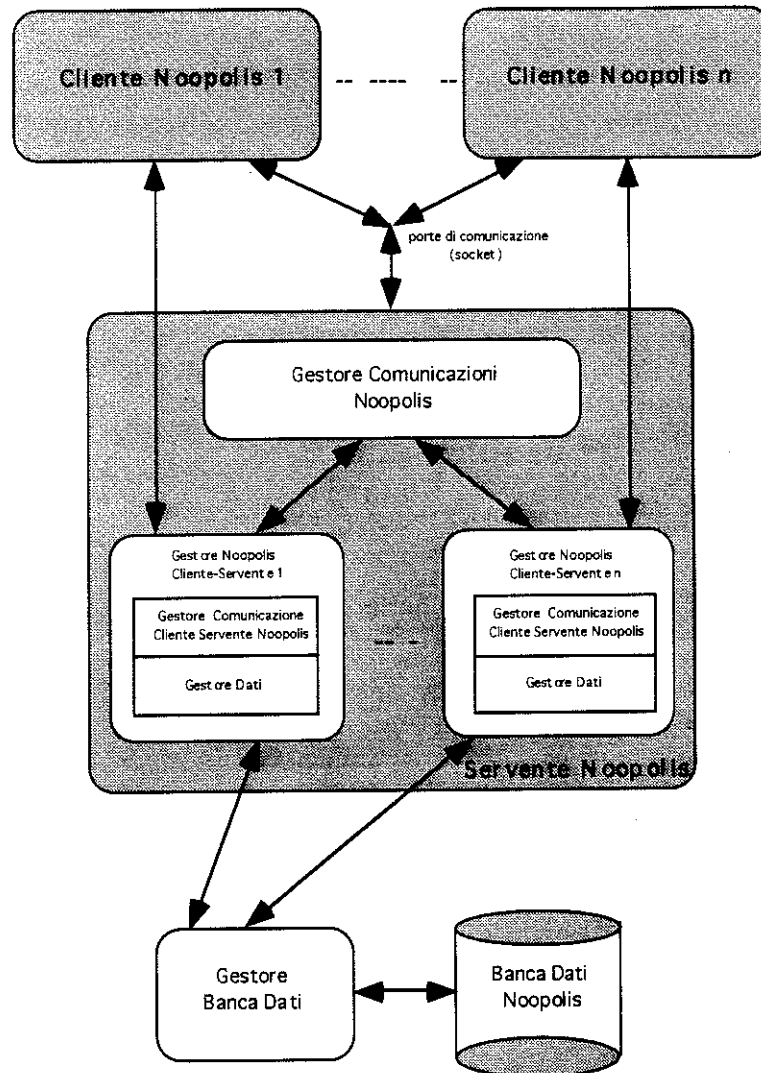 Cliente Noopolis 1
Cliente Noopolis n
porte di comunicazione
(socket)
Gestore Comunicazioni
Noopolis
Gestore Noopolis
Cliente-Servente 1
Gestore Comunicazione
Cliente Servente Noopolis
Gestore Dati
Gestore Noopolis
Cliente-Servente n
Gestore Comunicazione
Cliente Servente Noopolis
Gestore Dati
Servente Noopolis
Gestore
Banca Dati
Banca Dati
Noopolis